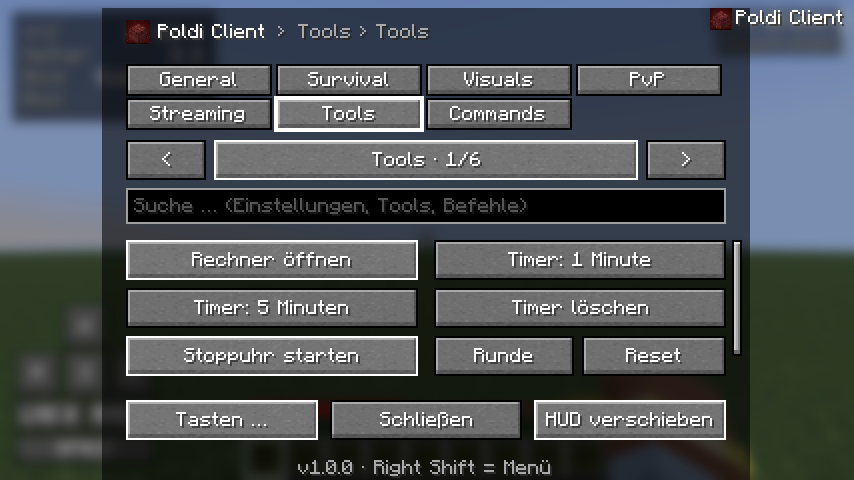 Poldi Client > Tools > Tools
Poldi Client
General Survival Visuals PvP
Streaming Tools Commands
< Tools · 1/6 >
Suche ... (Einstellungen, Tools, Befehle)
Rechner öffnen Timer: 1 Minute
Timer: 5 Minuten Timer löschen
Stoppuhr starten Runde Reset
Tasten ... Schließen HUD verschieben
v1.0.0 · Right Shift = Menü